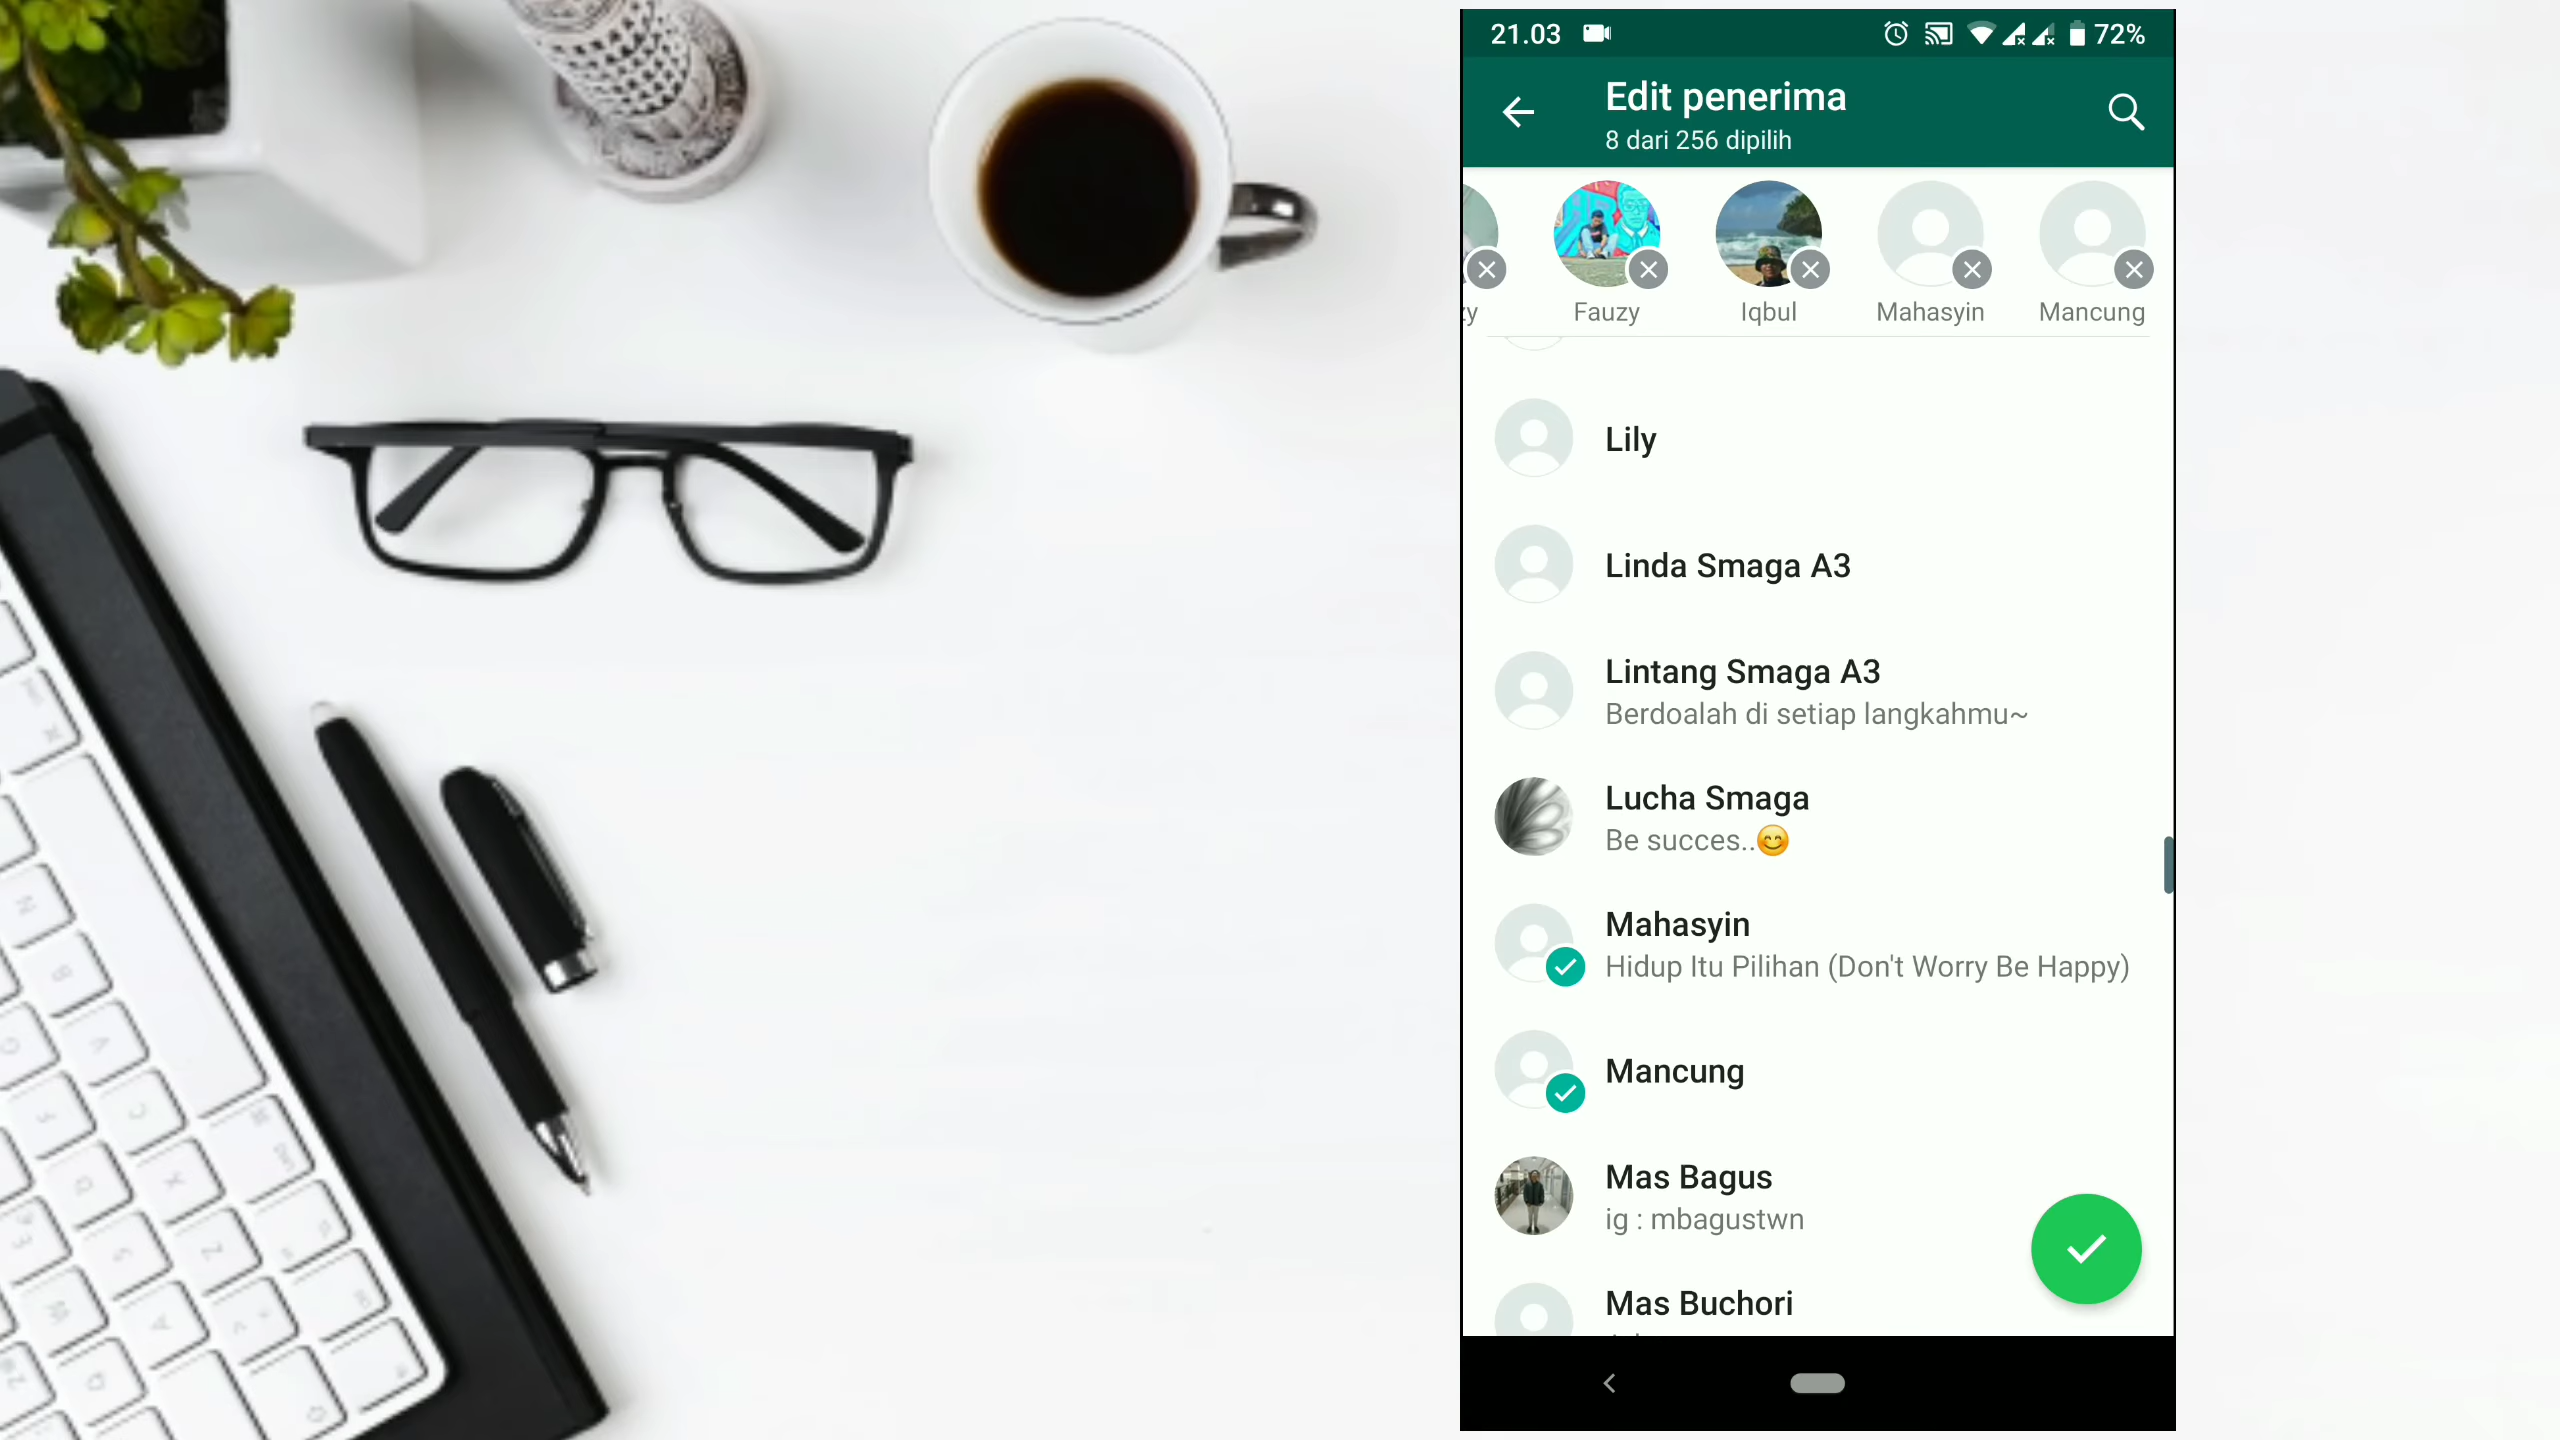 21.03
72%
Edit penerima
8 dari 256 dipilih
Fauzy
Iqbul
Mahasyin
Mancung
Lily
Linda Smaga A3
Lintang Smaga A3
Berdoalah di setiap langkahmu~
Lucha Smaga
Be succes..😊
Mahasyin
Hidup Itu Pilihan (Don't Worry Be Happy)
Mancung
Mas Bagus
ig : mbagustwn
Mas Buchori